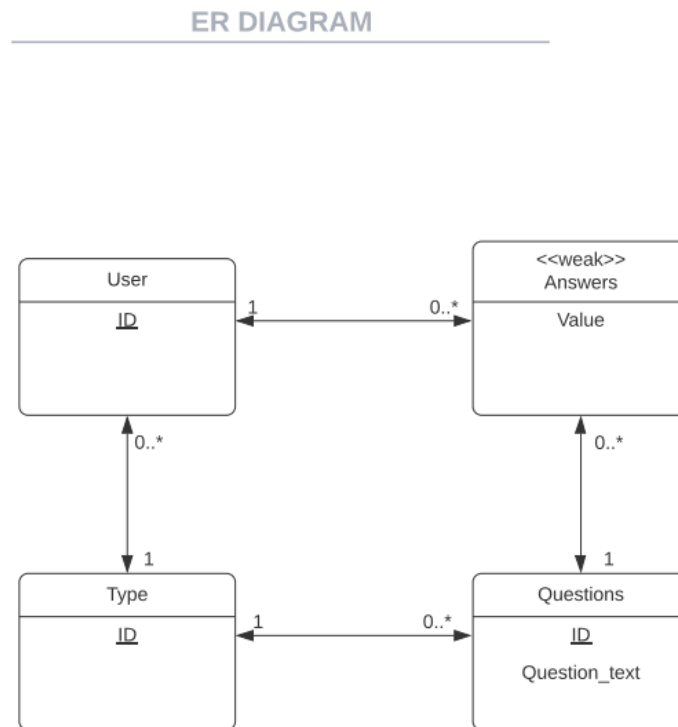 ER DIAGRAM
User
ID
1
0..*
<<weak>>
Answers
Value
0..*
1
0..*
1
Type
ID
1
0..*
Questions
ID
Question_text